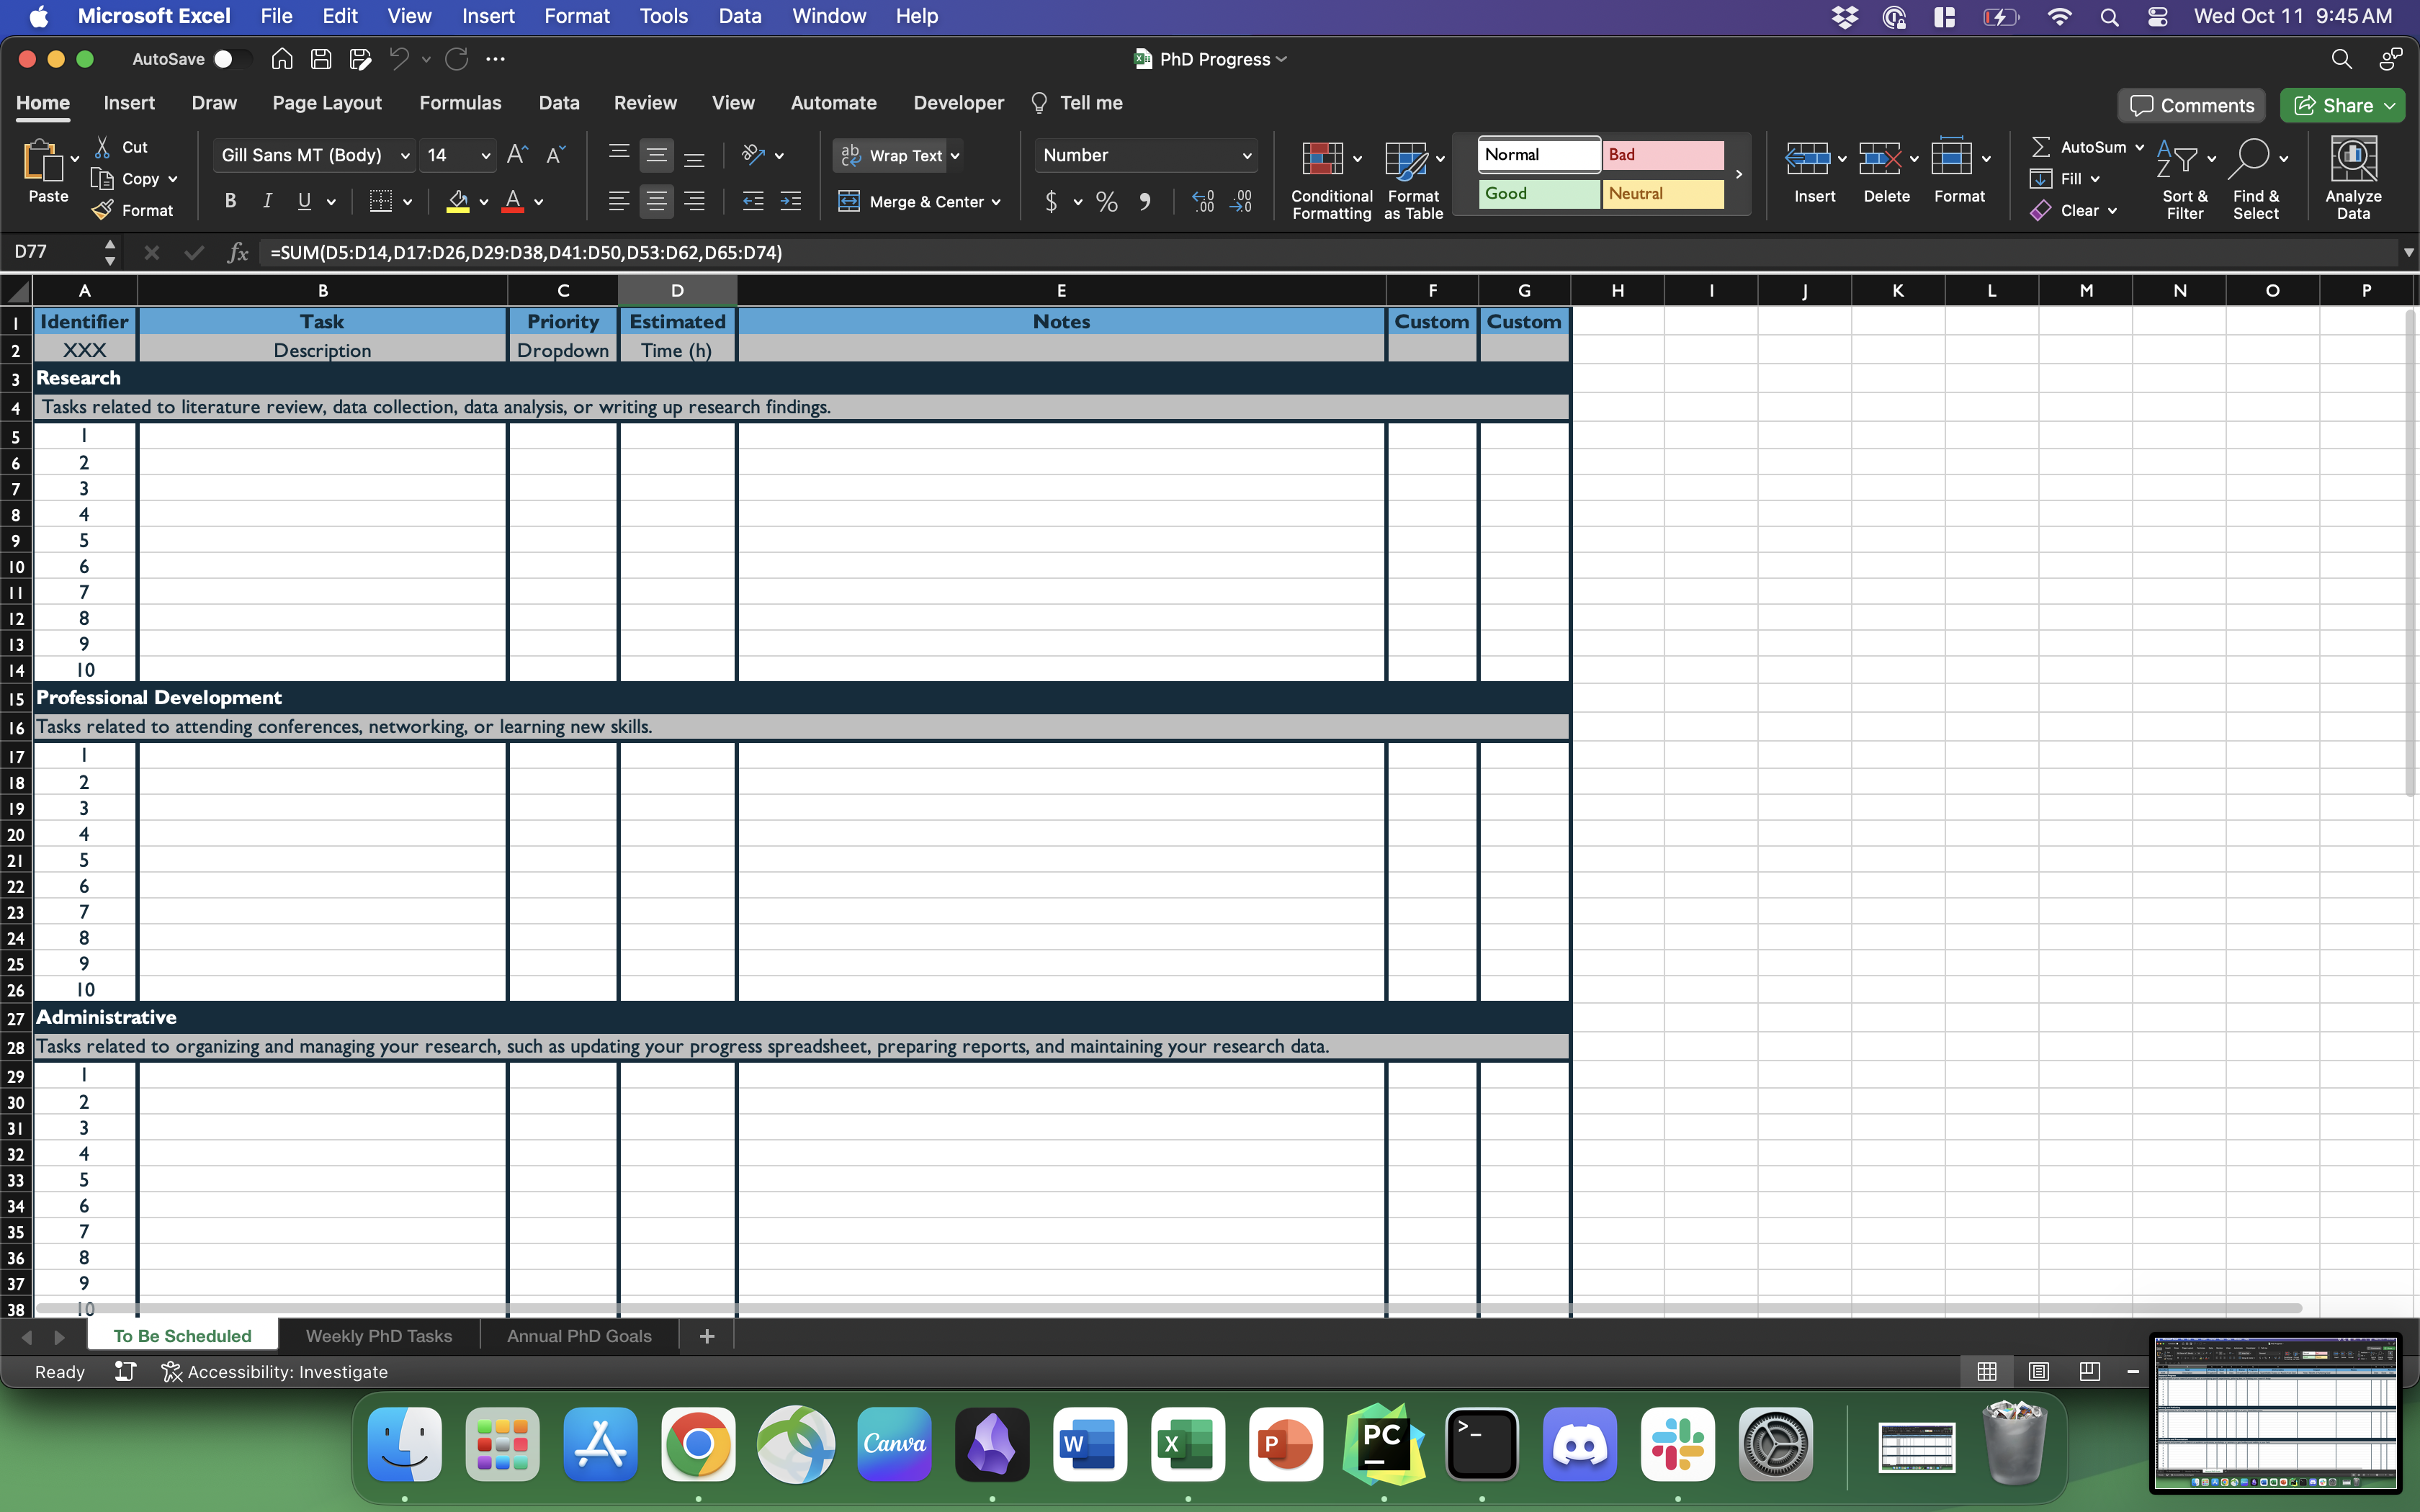 Microsoft Excel File Edit View Insert Format Tools Data Window Help Wed Oct 11 9:45 AM
AutoSave PhD Progress
Home Insert Draw Page Layout Formulas Data Review View Automate Developer Tell me Comments Share
Paste Cut Copy Format
Gill Sans MT (Body) 14 A A
B I U A
ab Wrap Text
Merge & Center
Number
$ % 9 .00 .00
Conditional Formatting
Format as Table
Normal Bad
Good Neutral
Insert Delete Format
AutoSum
Fill
Clear
Sort & Filter
Find & Select
Analyze Data
D77 fx =SUM(D5:D14,D17:D26,D29:D38,D41:D50,D53:D62,D65:D74)
A B C D E F G H I J K L M N O P
1 Identifier Task Priority Estimated Notes Custom Custom
2 XXX Description Dropdown Time (h)
3 Research
4 Tasks related to literature review, data collection, data analysis, or writing up research findings.
5 1
6 2
7 3
8 4
9 5
10 6
11 7
12 8
13 9
14 10
15 Professional Development
16 Tasks related to attending conferences, networking, or learning new skills.
17 1
18 2
19 3
20 4
21 5
22 6
23 7
24 8
25 9
26 10
27 Administrative
28 Tasks related to organizing and managing your research, such as updating your progress spreadsheet, preparing reports, and maintaining your research data.
29 1
30 2
31 3
32 4
33 5
34 6
35 7
36 8
37 9
38 10
To Be Scheduled Weekly PhD Tasks Annual PhD Goals
Ready Accessibility: Investigate
Canva W X P PC >_